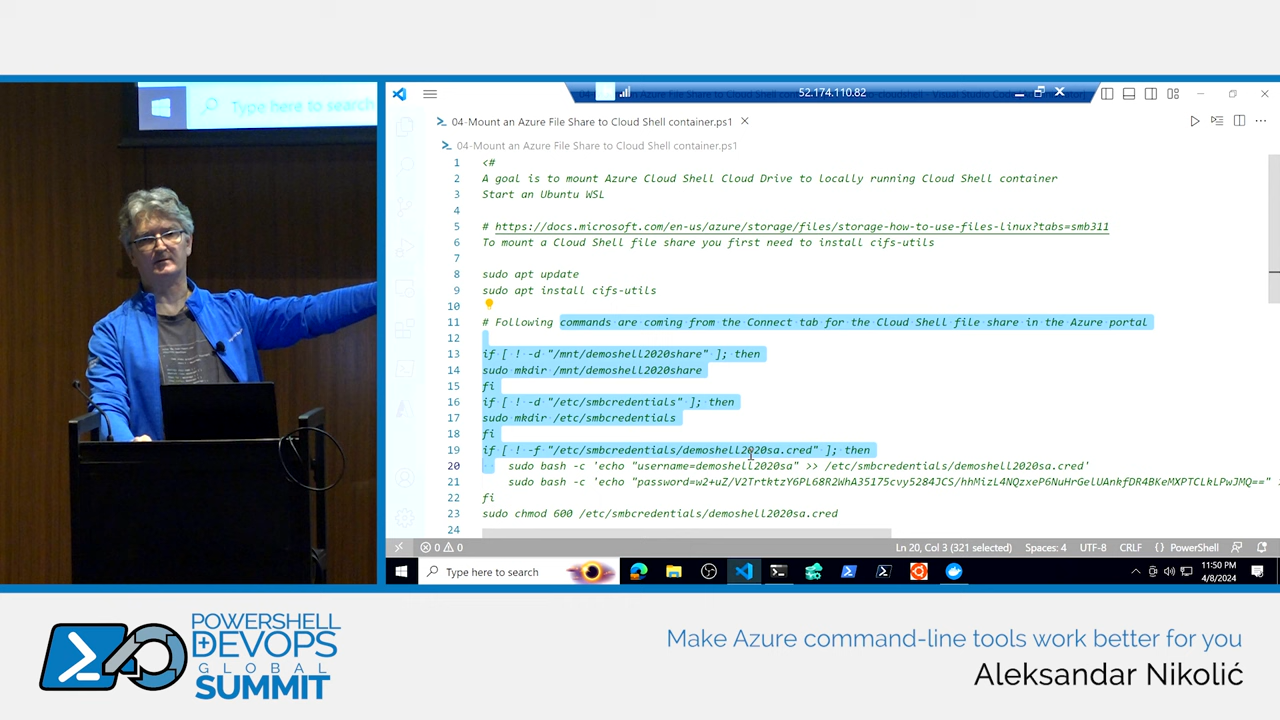 Type here to search
52.174.110.82
04-Mount an Azure File Share to Cloud Shell container.ps1
04-Mount an Azure File Share to Cloud Shell container.ps1
1 <#
2 A goal is to mount Azure Cloud Shell Cloud Drive to locally running Cloud Shell container
3 Start an Ubuntu WSL
4
5 # https://docs.microsoft.com/en-us/azure/storage/files/storage-how-to-use-files-linux?tabs=smb311
6 To mount a Cloud Shell file share you first need to install cifs-utils
7
8 sudo apt update
9 sudo apt install cifs-utils
10
11 # Following commands are coming from the Connect tab for the Cloud Shell file share in the Azure portal
12
13 if [ ! -d "/mnt/demoshell2020share" ]; then
14 sudo mkdir /mnt/demoshell2020share
15 fi
16 if [ ! -d "/etc/smbcredentials" ]; then
17 sudo mkdir /etc/smbcredentials
18 fi
19 if [ ! -f "/etc/smbcredentials/demoshell2020sa.cred" ]; then
20 sudo bash -c 'echo "username=demoshell2020sa" >> /etc/smbcredentials/demoshell2020sa.cred'
21 sudo bash -c 'echo "password=w2+uZ/V2TrtktzY6PL68R2WhA35175cvy5284JCS/hhMizL4NQzxeP6NuHrGelUAnkfDR4BKeMXPTCLkLPwJMQ=="
22 fi
23 sudo chmod 600 /etc/smbcredentials/demoshell2020sa.cred
24
0 0 Ln 20, Col 3 (321 selected) Spaces: 4 UTF-8 CRLF {} PowerShell
Type here to search
11:50 PM
4/8/2024
POWERSHELL
+DEVOPS
GLOBAL
SUMMIT
Make Azure command-line tools work better for you
Aleksandar Nikolić